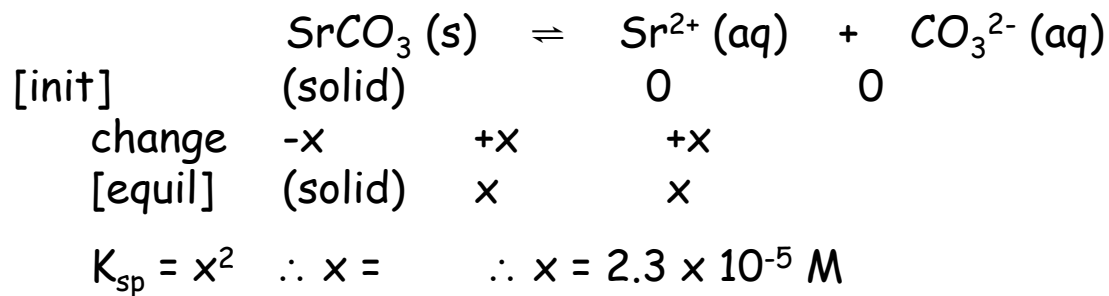 SrCO₃ (s) ⇌ Sr²⁺ (aq) + CO₃²⁻ (aq)
[init] (solid) 0 0
change -x +x +x
[equil] (solid) x x
Kₛₚ = x² ∴ x = ∴ x = 2.3 x 10⁻⁵ M